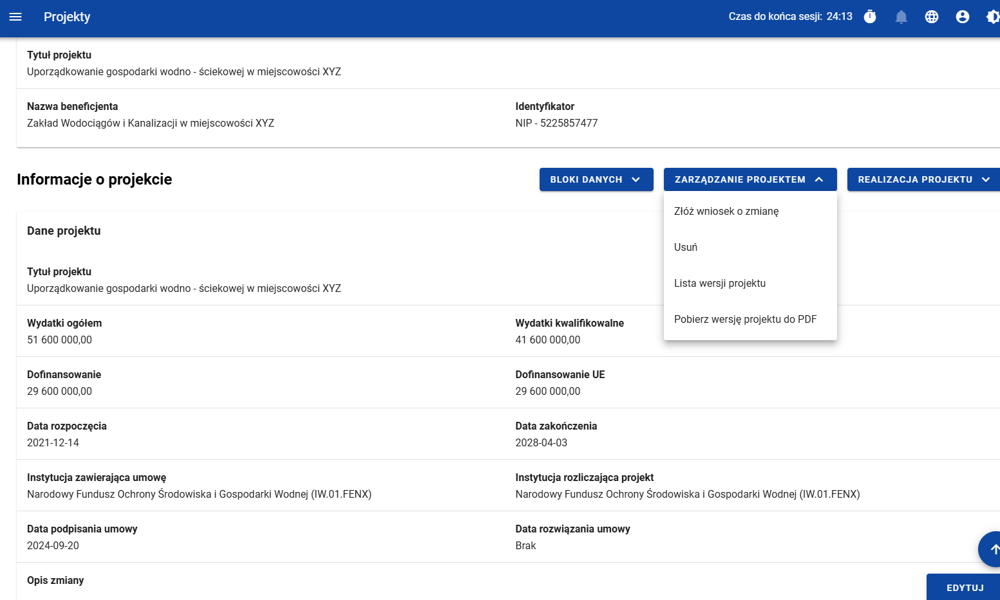 Projekty
Czas do końca sesji: 24:13
Tytuł projektu
Uporządkowanie gospodarki wodno - ściekowej w miejscowości XYZ
Nazwa beneficjenta
Zakład Wodociągów i Kanalizacji w miejscowości XYZ
Identyfikator
NIP - 5225857477
Informacje o projekcie
BLOKI DANYCH
ZARZĄDZANIE PROJEKTEM
REALIZACJA PROJEKTU
Złóż wniosek o zmianę
Usuń
Lista wersji projektu
Pobierz wersję projektu do PDF
Dane projektu
Tytuł projektu
Uporządkowanie gospodarki wodno - ściekowej w miejscowości XYZ
Wydatki ogółem
51 600 000,00
Wydatki kwalifikowalne
41 600 000,00
Dofinansowanie
29 600 000,00
Dofinansowanie UE
29 600 000,00
Data rozpoczęcia
2021-12-14
Data zakończenia
2028-04-03
Instytucja zawierająca umowę
Narodowy Fundusz Ochrony Środowiska i Gospodarki Wodnej (IW.01.FENX)
Instytucja rozliczająca projekt
Narodowy Fundusz Ochrony Środowiska i Gospodarki Wodnej (IW.01.FENX)
Data podpisania umowy
2024-09-20
Data rozwiązania umowy
Brak
Opis zmiany
EDYTUJ